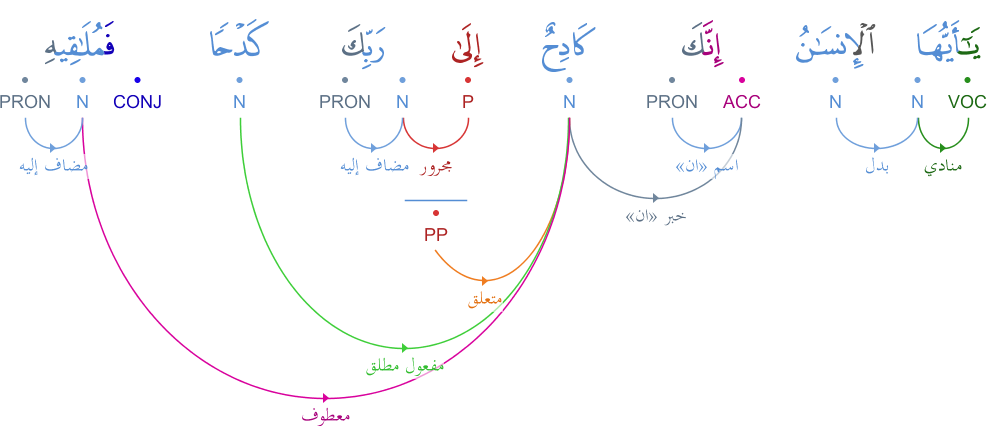 يَٰٓأَيُّهَا ٱلْإِنسَٰنُ إِنَّكَ كَادِحٌ إِلَىٰ رَبِّكَ كَدْحًا فَمُلَٰقِيهِ
VOC N N ACC PRON N P N PRON N CONJ N PRON
منادي بدل اسم «ان» مجرور مضاف إليه مضاف إليه
خبر «ان»
PP
متعلق
مفعول مطلق
معطوف